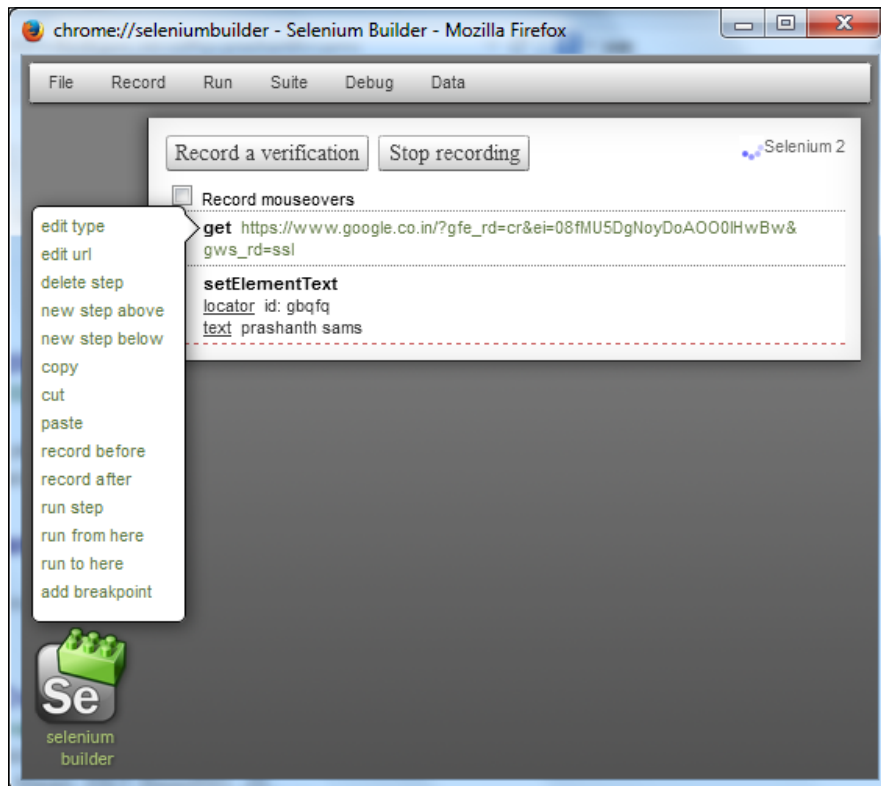 chrome://seleniumbuilder - Selenium Builder - Mozilla Firefox
File Record Run Suite Debug Data
Record a verification Stop recording Selenium 2
Record mouseovers
get https://www.google.co.in/?gfe_rd=cr&ei=08fMU5DgNoyDoAOO0IHwBw&
gws_rd=ssl
setElementText
locator id: gbqfq
text prashanth sams
edit type
edit url
delete step
new step above
new step below
copy
cut
paste
record before
record after
run step
run from here
run to here
add breakpoint
Se
selenium
builder